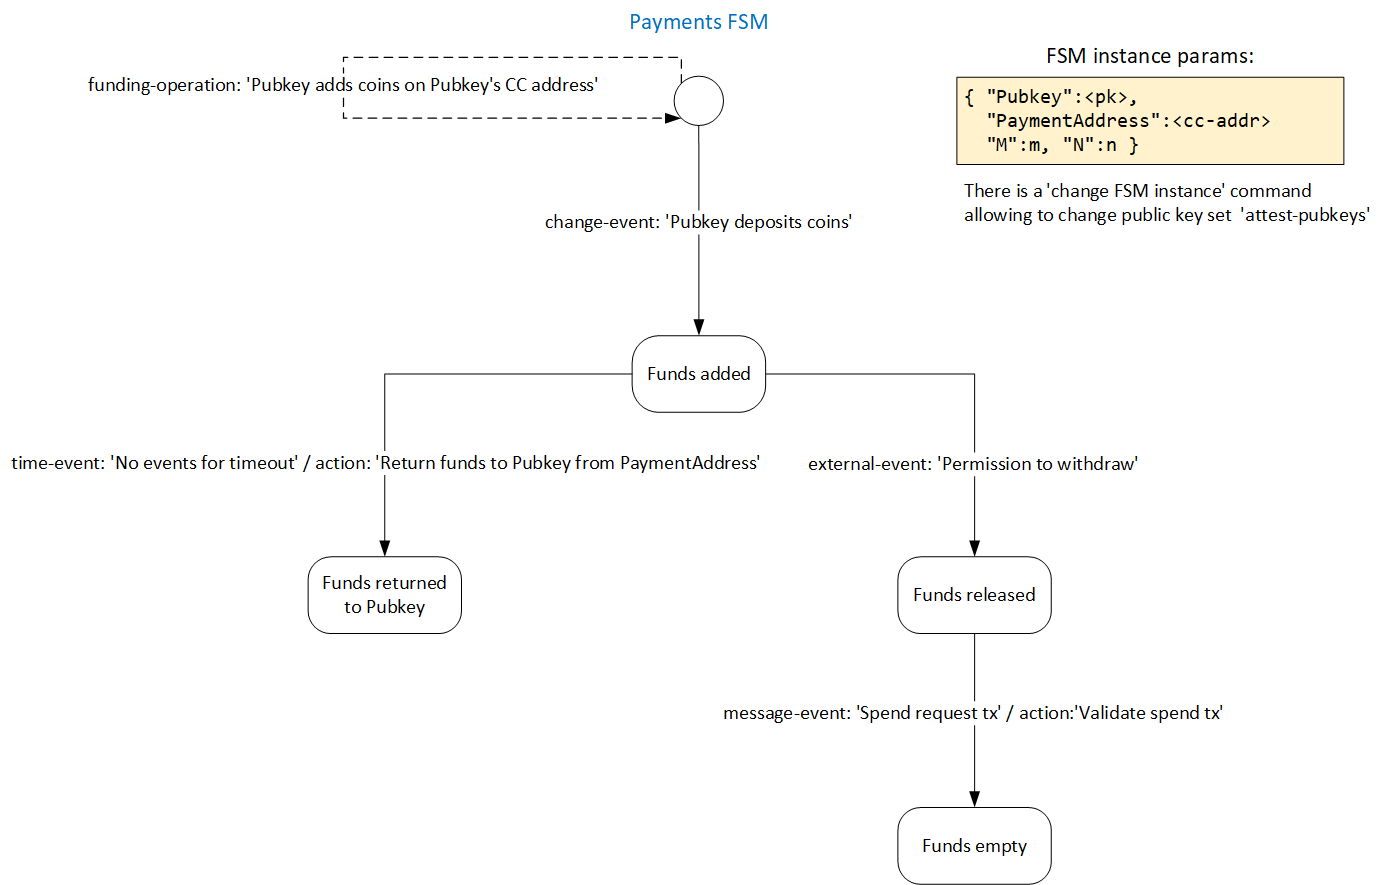 Payments FSM
funding-operation: 'Pubkey adds coins on Pubkey's CC address'
FSM instance params:
{ "Pubkey":<pk>,
"PaymentAddress":<cc-addr>
"M":m, "N":n }
There is a 'change FSM instance' command
allowing to change public key set 'attest-pubkeys'
change-event: 'Pubkey deposits coins'
Funds added
time-event: 'No events for timeout' / action: 'Return funds to Pubkey from PaymentAddress'
external-event: 'Permission to withdraw'
Funds returned
to Pubkey
Funds released
message-event: 'Spend request tx' / action:'Validate spend tx'
Funds empty